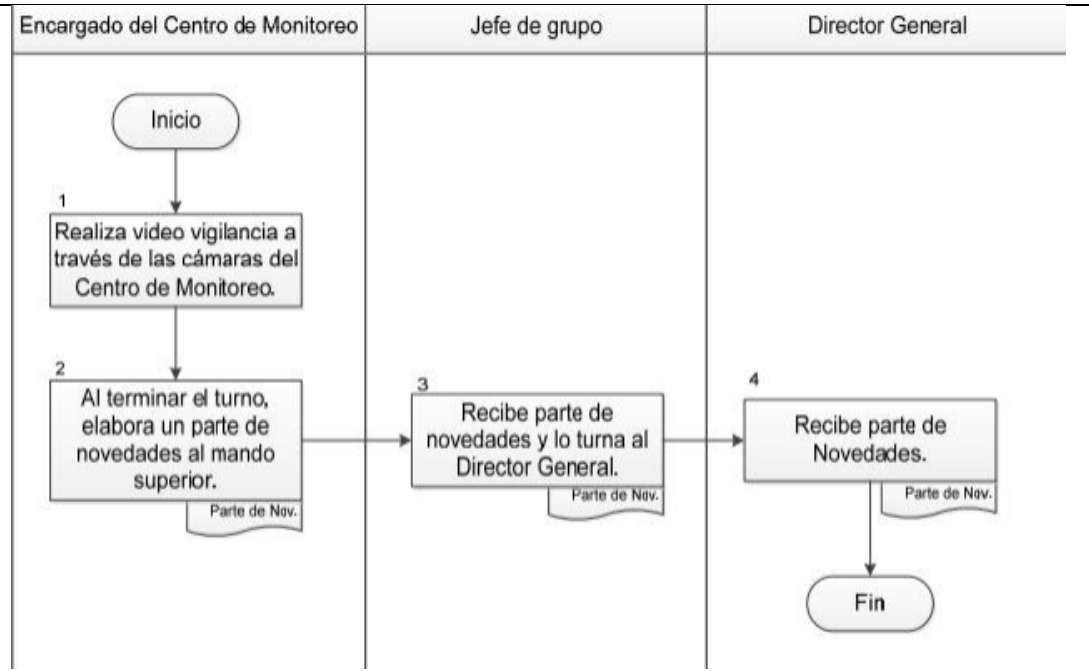 Encargado del Centro de Monitoreo
Jefe de grupo
Director General
Inicio
1
Realiza video vigilancia a
través de las cámaras del
Centro de Monitoreo.
2
Al terminar el turno,
elabora un parte de
novedades al mando
superior.
Parte de Nov.
3
Recibe parte de
novedades y lo turna al
Director General.
Parte de Nov.
4
Recibe parte de
Novedades.
Parte de Nov.
Fin